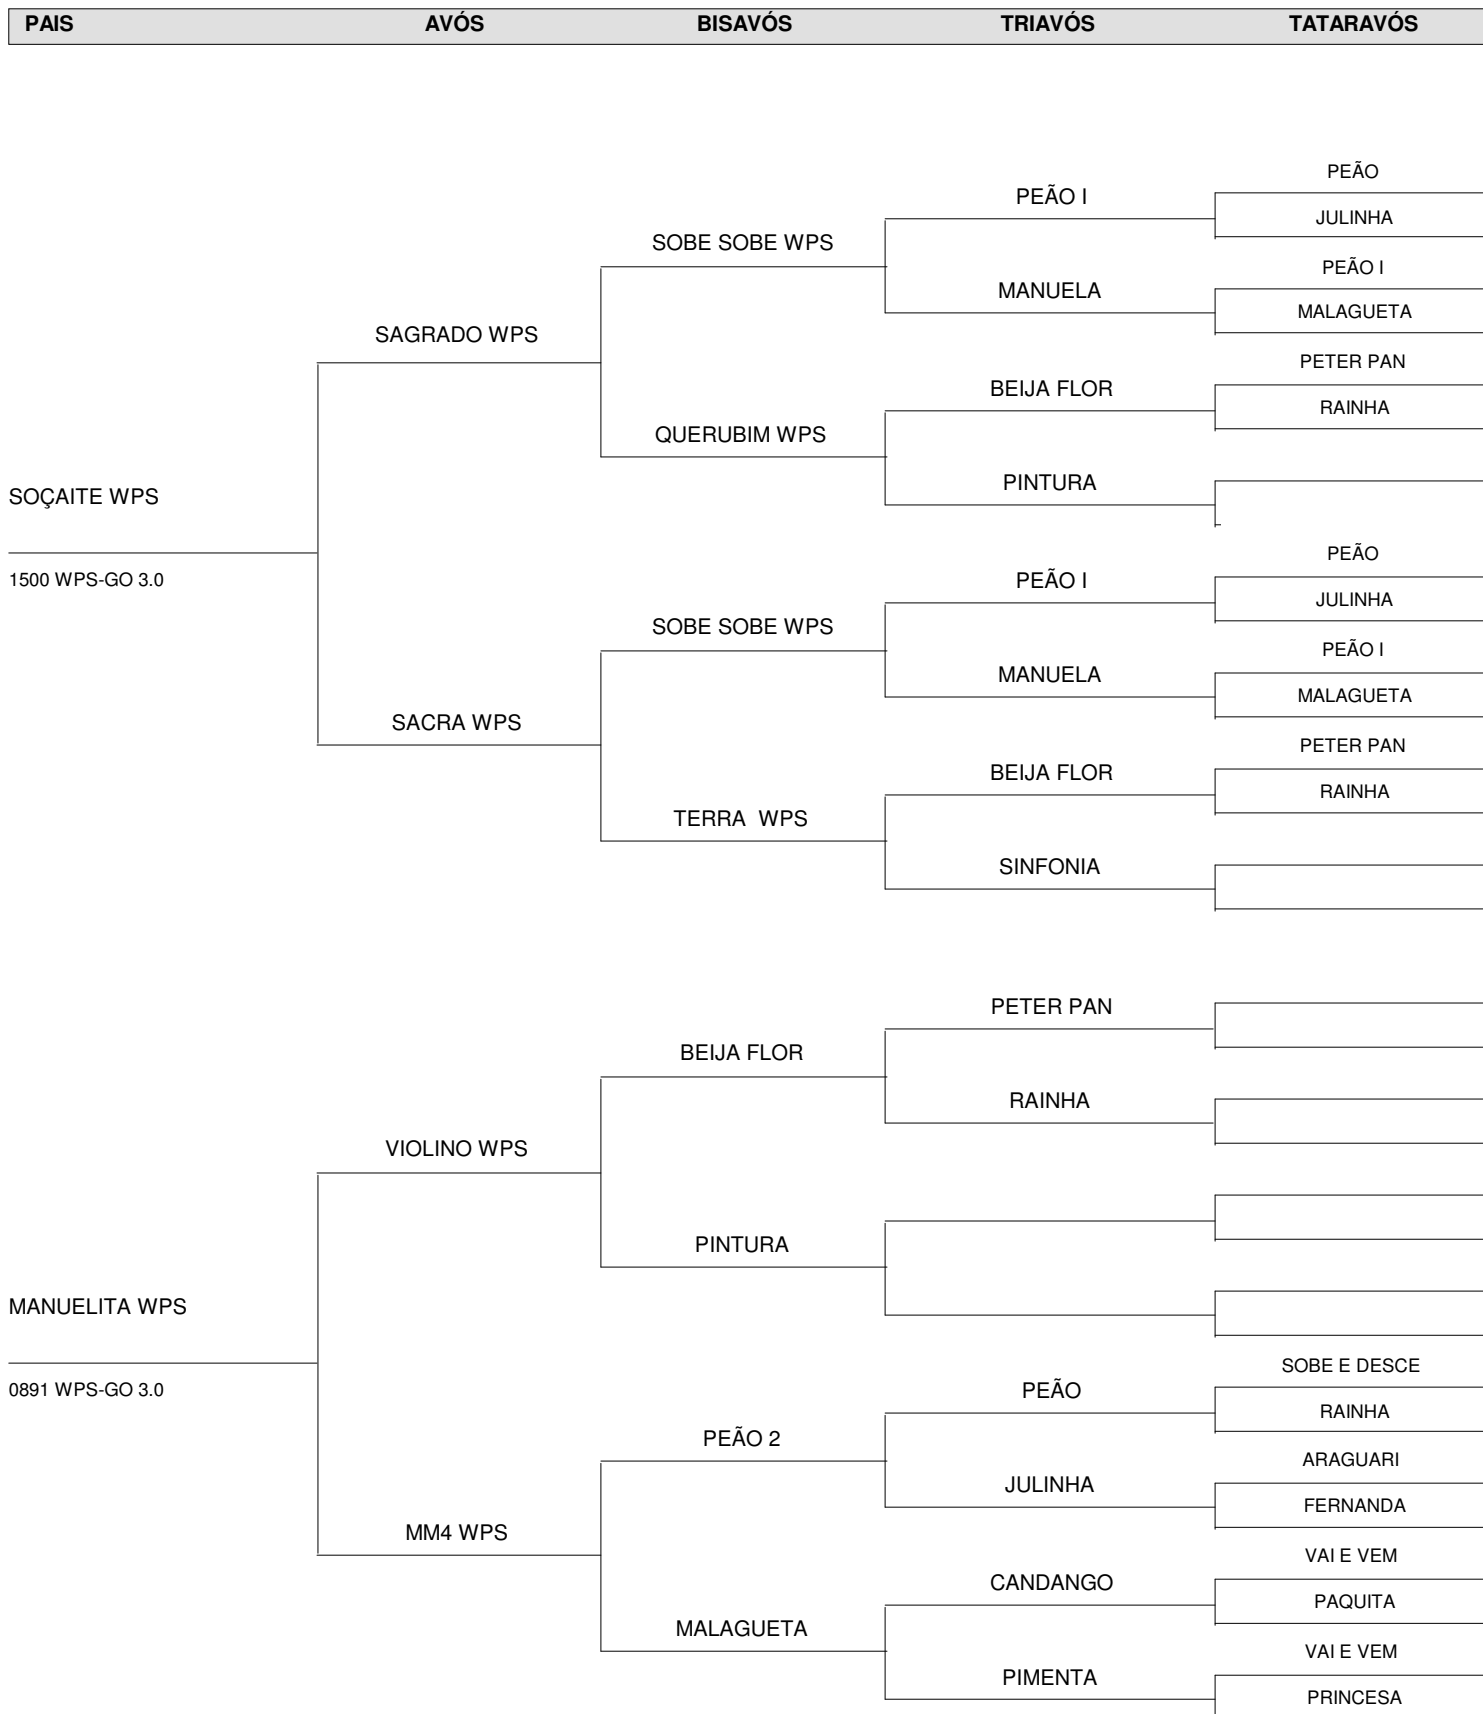 PAIS AVÓS BISAVÓS TRIAVÓS TATARAVÓS
PEÃO
PEÃO I
JULINHA
SOBE SOBE WPS
PEÃO I
MANUELA
MALAGUETA
SAGRADO WPS
PETER PAN
BEIJA FLOR
RAINHA
QUERUBIM WPS
PINTURA
SOÇAITE WPS
PEÃO
1500 WPS-GO 3.0
PEÃO I
JULINHA
SOBE SOBE WPS
PEÃO I
MANUELA
MALAGUETA
SACRA WPS
PETER PAN
BEIJA FLOR
RAINHA
TERRA WPS
SINFONIA
PETER PAN
BEIJA FLOR
RAINHA
VIOLINO WPS
PINTURA
MANUELITA WPS
SOBE E DESCE
0891 WPS-GO 3.0
PEÃO
RAINHA
PEÃO 2
ARAGUARI
JULINHA
FERNANDA
MM4 WPS
VAI E VEM
CANDANGO
PAQUITA
MALAGUETA
VAI E VEM
PIMENTA
PRINCESA